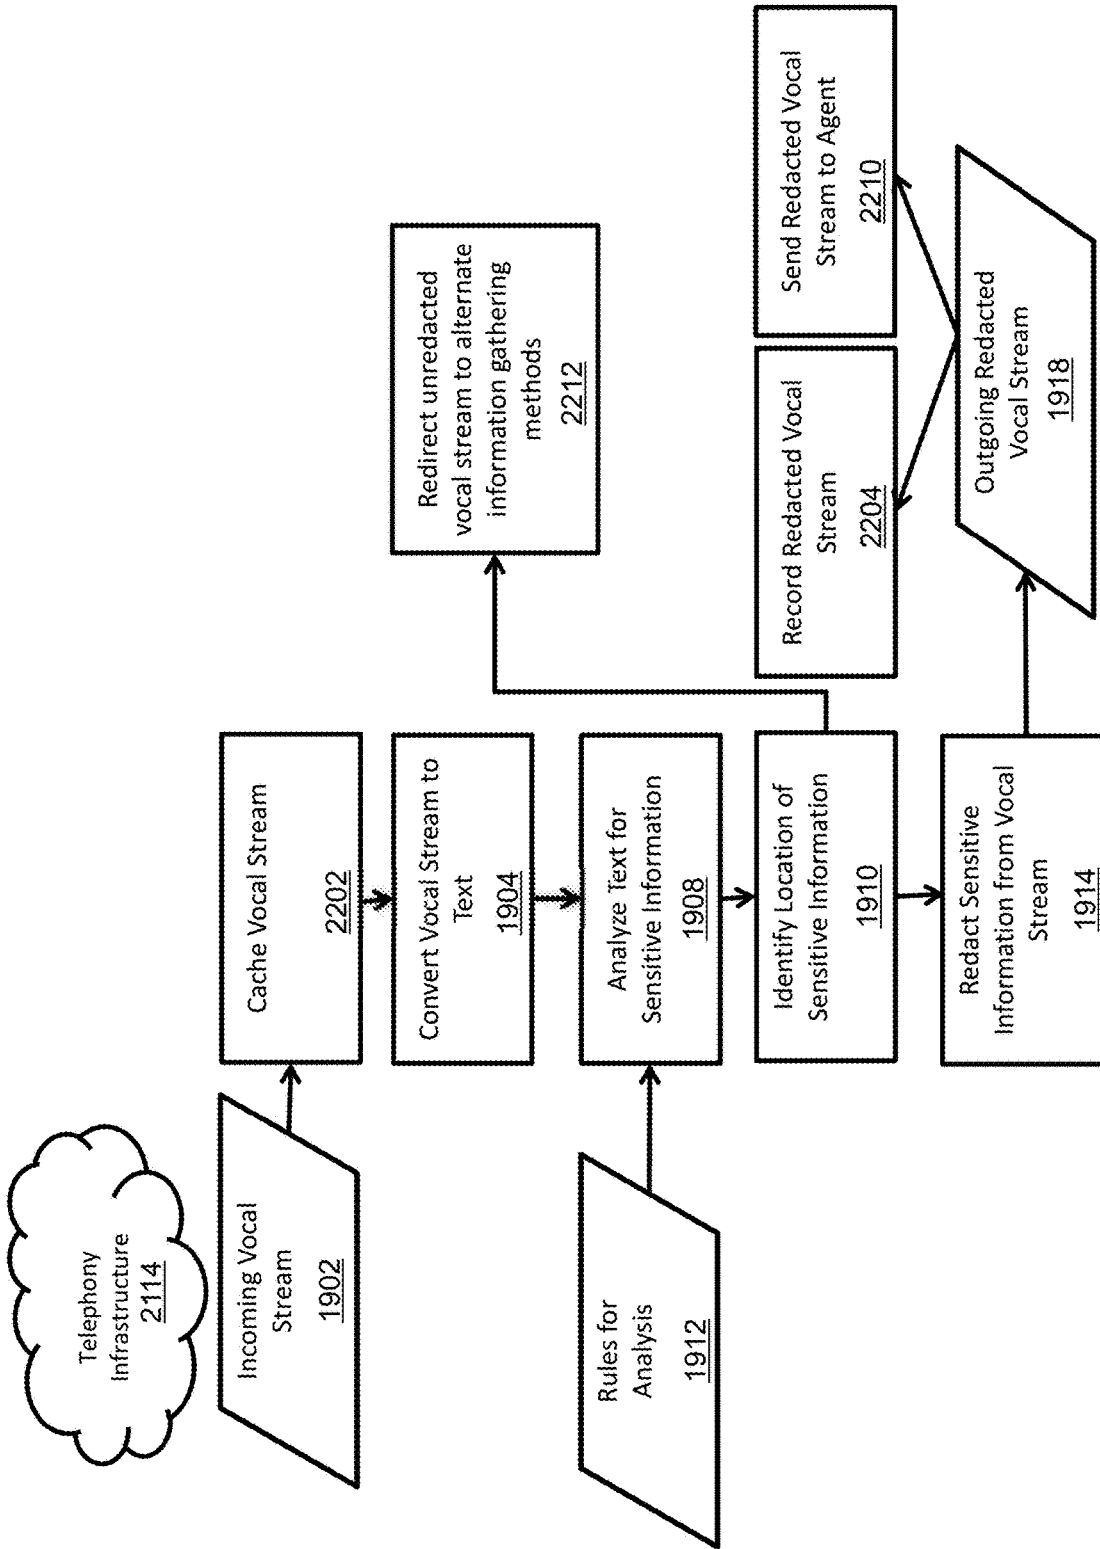 Telephony
Infrastructure
2114
Incoming Vocal
Stream
1902
Cache Vocal Stream
2202
Convert Vocal Stream to
Text
1904
Rules for
Analysis
1912
Analyze Text for
Sensitive Information
1908
Identify Location of
Sensitive Information
1910
Redact Sensitive
Information from Vocal
Stream
1914
Redirect unredacted
vocal stream to alternate
information gathering
methods
2212
Record Redacted Vocal
Stream
2204
Send Redacted Vocal
Stream to Agent
2210
Outgoing Redacted
Vocal Stream
1918